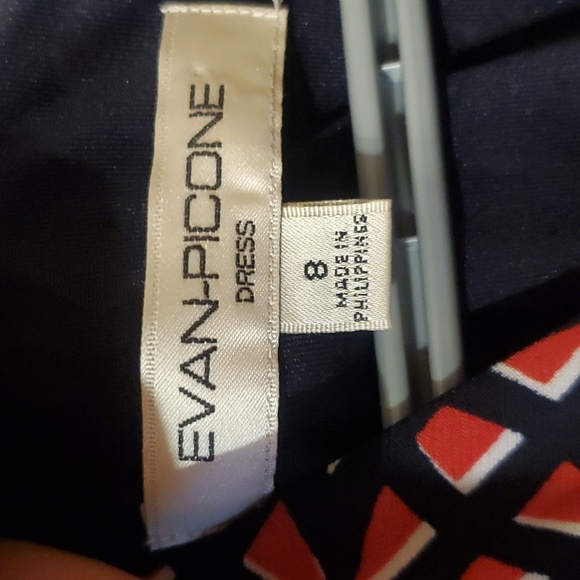 EVAN-PICONE
DRESS
8
MADE IN
PHILIPPINES